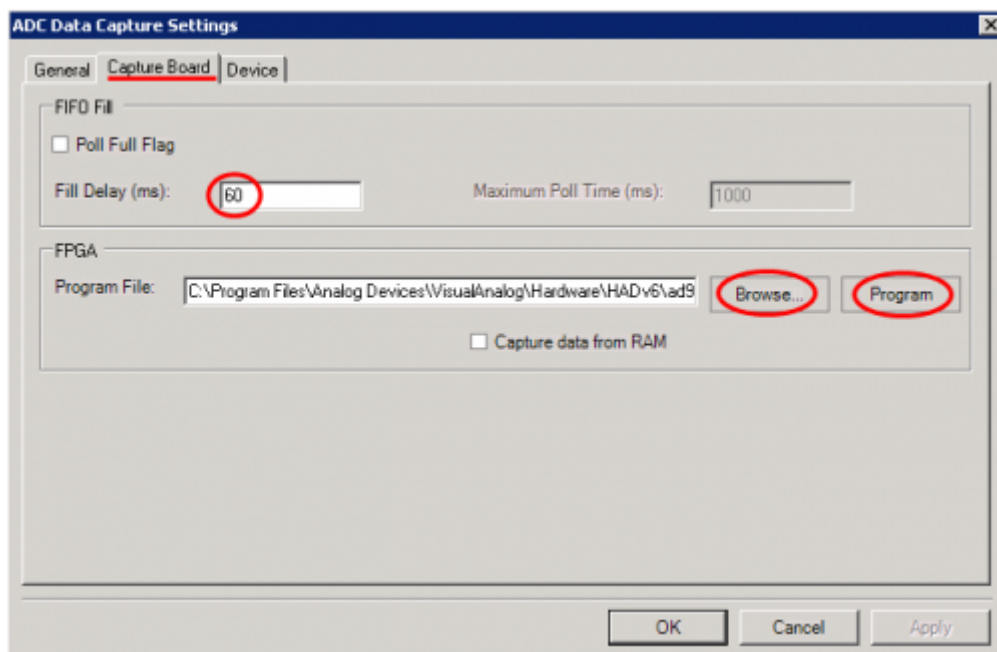 ADC Data Capture Settings
General Capture Board Device
FIFO Fill
Poll Full Flag
Fill Delay (ms): 60 Maximum Poll Time (ms): 1000
FPGA
Program File: C:\Program Files\Analog Devices\VisualAnalog\Hardware\HADv6\ad9 Browse... Program
Capture data from RAM
OK Cancel Apply